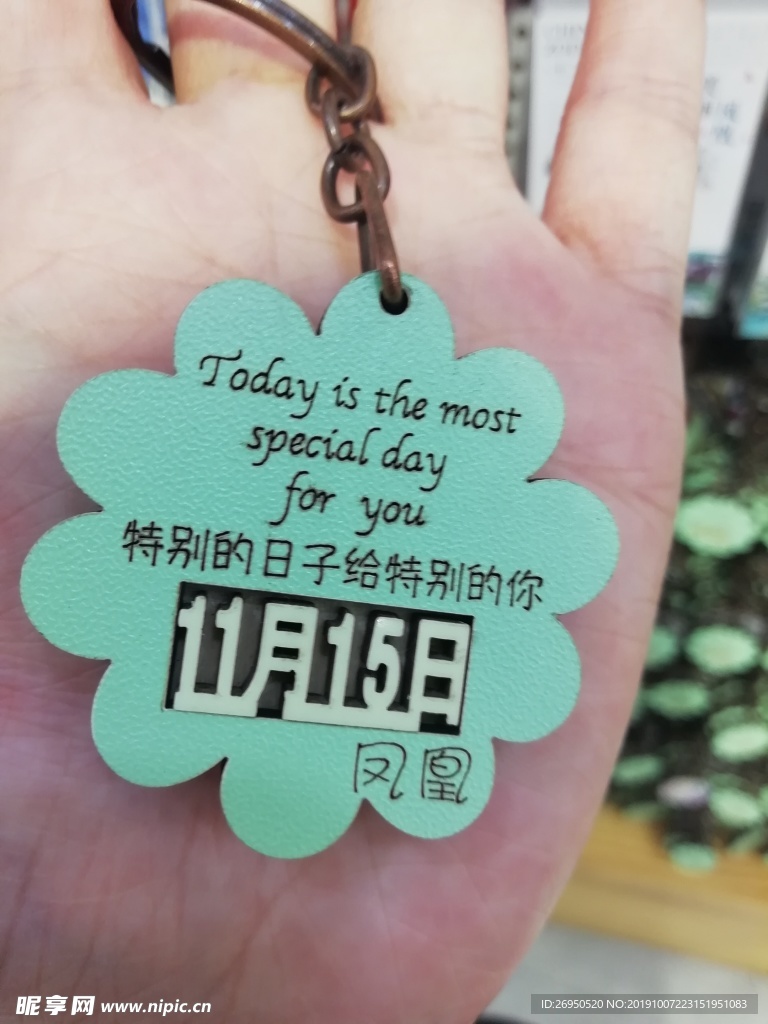 Today is the most
special day
for you
特别的日子给特别的你
11月15日
凤凰
昵享网 www.nipic.cn
ID:26950520 NO:20191007223151951083